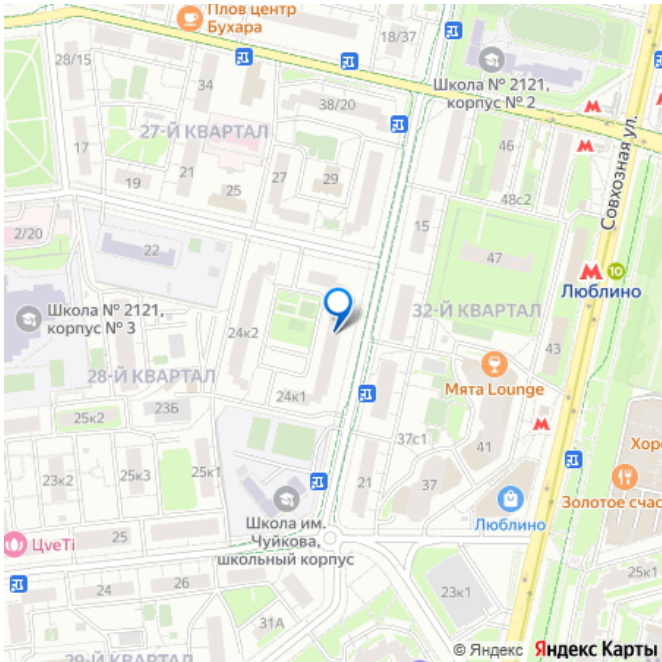 Плов центр
Бухара
18/37
28/15
34
Школа № 2121,
корпус № 2
38/20
27-Й КВАРТАЛ
46
Совхозная ул.
17
21
27
29
19
25
48с2
15
2/20
22
47
10
Люблино
Школа № 2121,
корпус № 3
24к2
32-Й КВАРТАЛ
43
28-Й КВАРТАЛ
Мята Lounge
24к1
23Б
25к2
37с1
41
Хорс
23к2
25к3
25к1
21
37
Золотое счас
Люблино
Школа им.
Чуйкова,
школьный корпус
ЦveTi
25
24
26
25к1
23к1
31А
29-Й КВАРТАЛ
© Яндекс Яндекс Карты